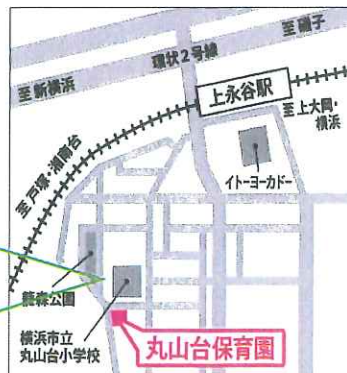 至磯子
環状2号線
至新横浜
上永谷駅
至上大岡・
横浜
至戸塚・湘南台
イトーヨーカドー
鍛森公園
横浜市立
丸山台小学校
丸山台保育園